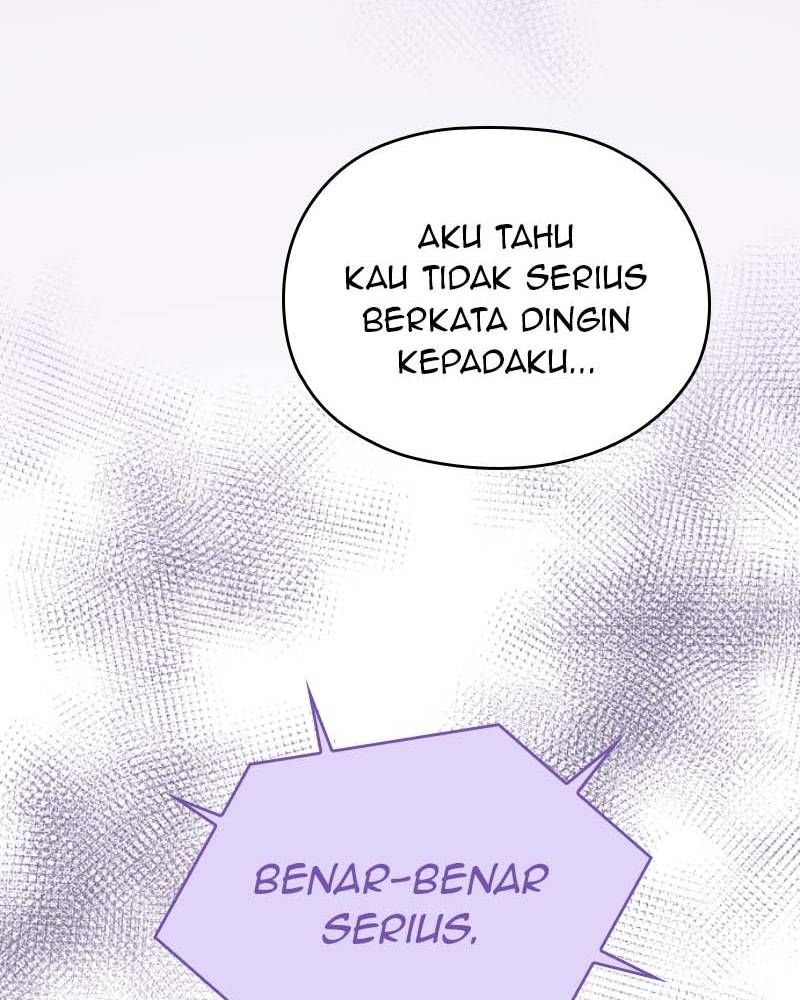 AKU TAHU
KAU TIDAK SERIUS
BERKATA DINGIN
KEPADAKU...
BENAR-BENAR
SERIUS.